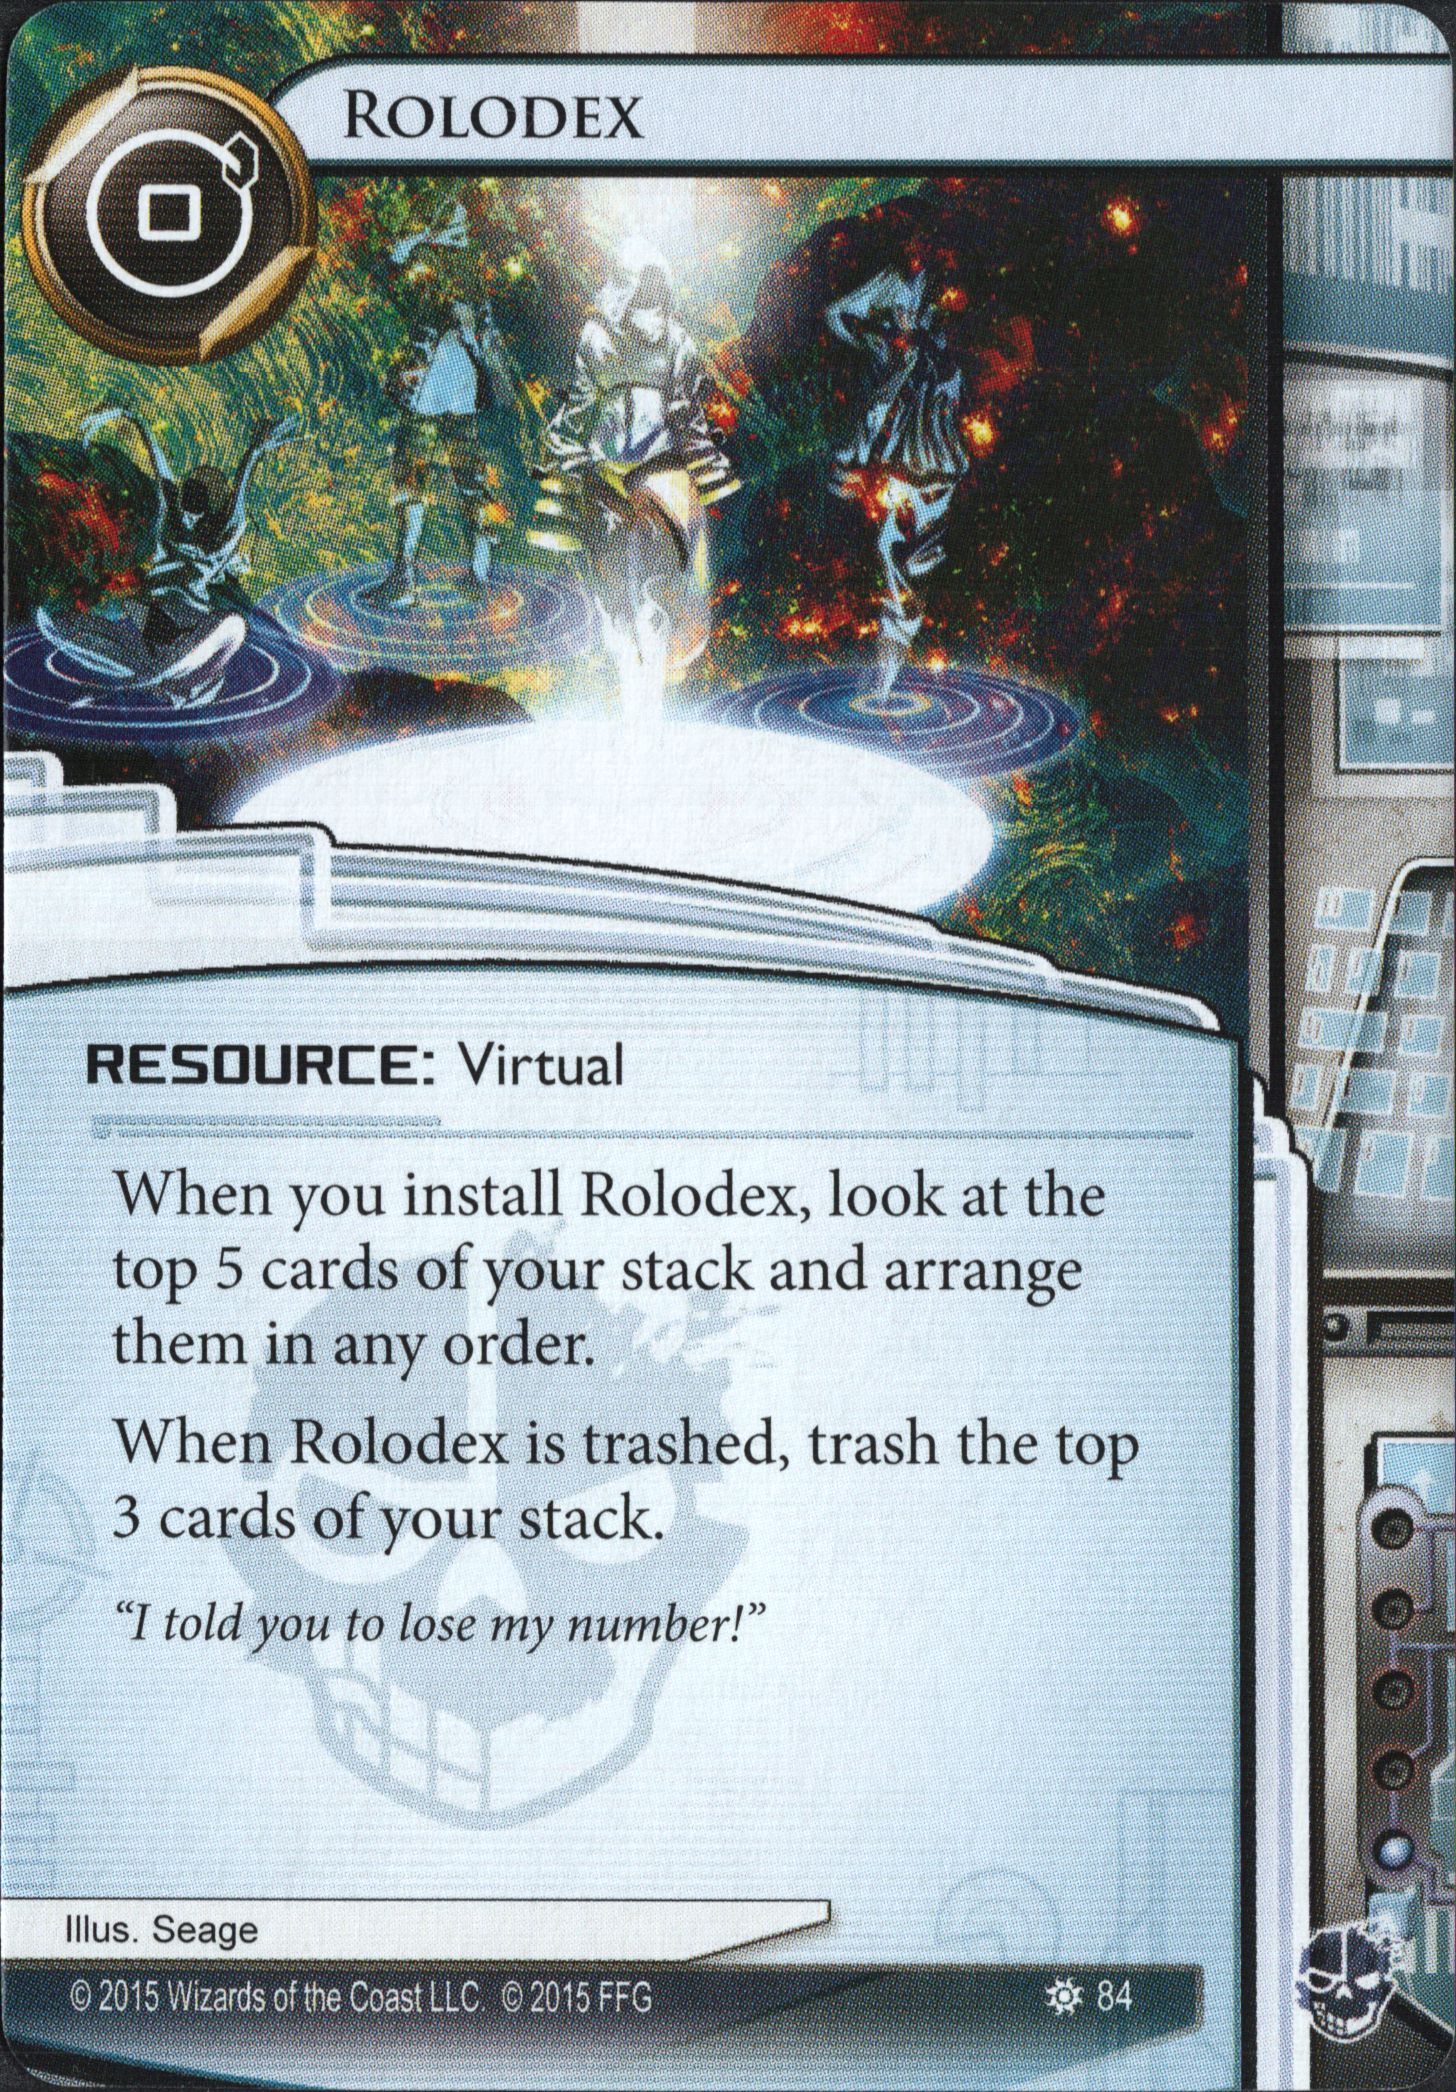 ROLODEX
RESOURCE: Virtual
When you install Rolodex, look at the
top 5 cards of your stack and arrange
them in any order.
When Rolodex is trashed, trash the top
3 cards of your stack.
“I told you to lose my number!”
Illus. Seage
© 2015 Wizards of the Coast LLC. © 2015 FFG
84